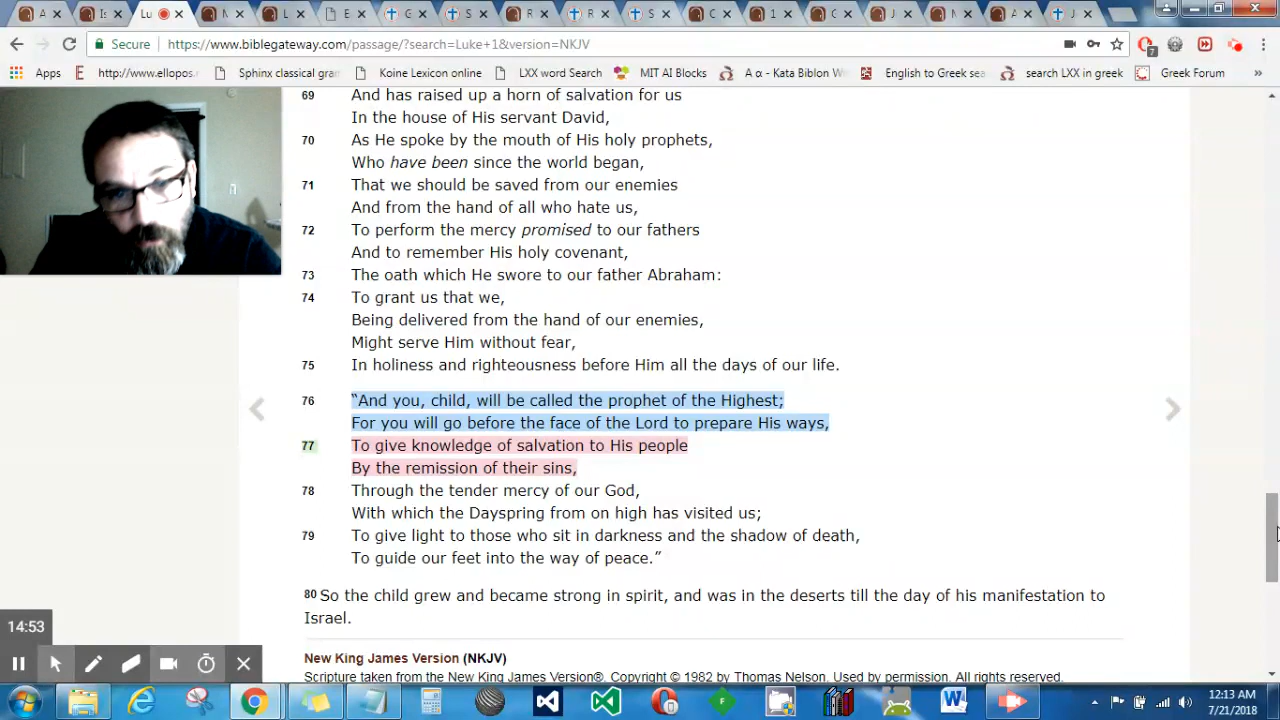 A
Is
Lu
N
L
E
G
R
R
S
C
1
J
N
A
J
Secure
https://www.biblegateway.com/passage/?search=Luke+1&version=NKJV
7
Apps
http://www.ellopos.
Sphinx classical gra
Koine Lexicon online
LXX word Search
MIT AI Blocks
Α α - Kata Biblon W
English to Greek sea
search LXX in greek
Greek Forum
»
69 And has raised up a horn of salvation for us
In the house of His servant David,
70 As He spoke by the mouth of His holy prophets,
Who have been since the world began,
71 That we should be saved from our enemies
And from the hand of all who hate us,
72 To perform the mercy promised to our fathers
And to remember His holy covenant,
73 The oath which He swore to our father Abraham:
74 To grant us that we,
Being delivered from the hand of our enemies,
Might serve Him without fear,
75 In holiness and righteousness before Him all the days of our life.
76 “And you, child, will be called the prophet of the Highest;
For you will go before the face of the Lord to prepare His ways,
77 To give knowledge of salvation to His people
By the remission of their sins,
78 Through the tender mercy of our God,
With which the Dayspring from on high has visited us;
79 To give light to those who sit in darkness and the shadow of death,
To guide our feet into the way of peace.”
80 So the child grew and became strong in spirit, and was in the deserts till the day of his manifestation to
Israel.
New King James Version (NKJV)
Scripture taken from the New King James Version®. Copyright © 1982 by Thomas Nelson. Used by permission. All rights reserved.
14:53
12:13 AM
7/21/2018